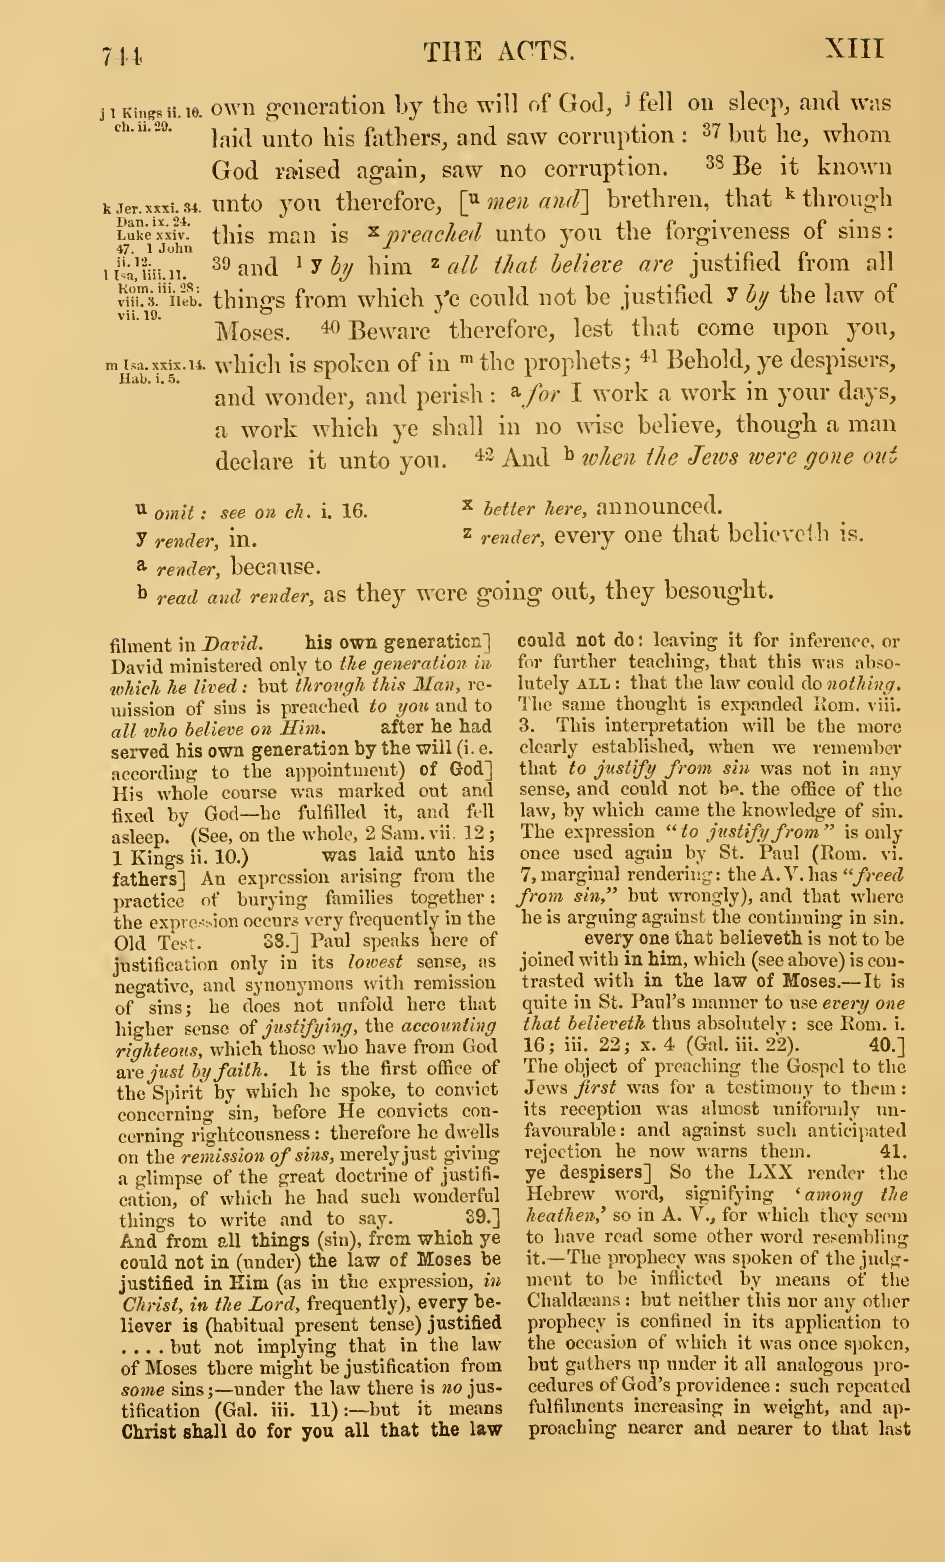 744 THE ACTS. XIII
j 1 Kings ii. 10.
ch. ii. 29.
own generation by the will of God, j fell on sleep, and was
laid unto his fathers, and saw corruption : 37 but he, whom
God raised again, saw no corruption. 38 Be it known
k Jer. xxxi. 34.
Dan. ix. 24.
Luke xxiv.
47. 1 John
ii. 12.
l Isa. liii. 11.
Rom. iii. 28:
viii. 3. Heb.
vii. 19.
unto you therefore, [u men and] brethren, that k through
this man is x preached unto you the forgiveness of sins :
39 and l y by him z all that believe are justified from all
things from which ye could not be justified y by the law of
Moses. 40 Beware therefore, lest that come upon you,
m Isa. xxix. 14.
Hab. i. 5.
which is spoken of in m the prophets; 41 Behold, ye despisers,
and wonder, and perish : a for I work a work in your days,
a work which ye shall in no wise believe, though a man
declare it unto you. 42 And b when the Jews were gone out
u omit : see on ch. i. 16. x better here, announced.
y render, in. z render, every one that believeth is.
a render, because.
b read and render, as they were going out, they besought.
filment in David. his own generation]
David ministered only to the generation in
which he lived : but through this Man, re-
mission of sins is preached to you and to
all who believe on Him. after he had
served his own generation by the will (i. e.
according to the appointment) of God]
His whole course was marked out and
fixed by God—he fulfilled it, and fell
asleep. (See, on the whole, 2 Sam. vii. 12 ;
1 Kings ii. 10.) was laid unto his
fathers] An expression arising from the
practice of burying families together :
the expression occurs very frequently in the
Old Test. 38.] Paul speaks here of
justification only in its lowest sense, as
negative, and synonymous with remission
of sins; he does not unfold here that
higher sense of justifying, the accounting
righteous, which those who have from God
are just by faith. It is the first office of
the Spirit by which he spoke, to convict
concerning sin, before He convicts con-
cerning righteousness : therefore he dwells
on the remission of sins, merely just giving
a glimpse of the great doctrine of justifi-
cation, of which he had such wonderful
things to write and to say. 39.]
And from all things (sin), from which ye
could not in (under) the law of Moses be
justified in Him (as in the expression, in
Christ, in the Lord, frequently), every be-
liever is (habitual present tense) justified
. . . . but not implying that in the law
of Moses there might be justification from
some sins ;—under the law there is no jus-
tification (Gal. iii. 11) :—but it means
Christ shall do for you all that the law
could not do : leaving it for inference, or
for further teaching, that this was abso-
lutely ALL : that the law could do nothing.
The same thought is expanded Rom. viii.
3. This interpretation will be the more
clearly established, when we remember
that to justify from sin was not in any
sense, and could not be. the office of the
law, by which came the knowledge of sin.
The expression "to justify from" is only
once used again by St. Paul (Rom. vi.
7, marginal rendering: the A. V. has "freed
from sin," but wrongly), and that where
he is arguing against the continuing in sin.
every one that believeth is not to be
joined with in him, which (see above) is con-
trasted with in the law of Moses.—It is
quite in St. Paul's manner to use every one
that believeth thus absolutely : see Rom. i.
16; iii. 22; x. 4 (Gal. iii. 22). 40.]
The object of preaching the Gospel to the
Jews first was for a testimony to them :
its reception was almost uniformly un-
favourable : and against such anticipated
rejection he now warns them. 41.
ye despisers] So the LXX render the
Hebrew word, signifying 'among the
heathen,' so in A. V., for which they seem
to have read some other word resembling
it.—The prophecy was spoken of the judg-
ment to be inflicted by means of the
Chaldæans : but neither this nor any other
prophecy is confined in its application to
the occasion of which it was once spoken,
but gathers up under it all analogous pro-
cedures of God's providence : such repeated
fulfilments increasing in weight, and ap-
proaching nearer and nearer to that last